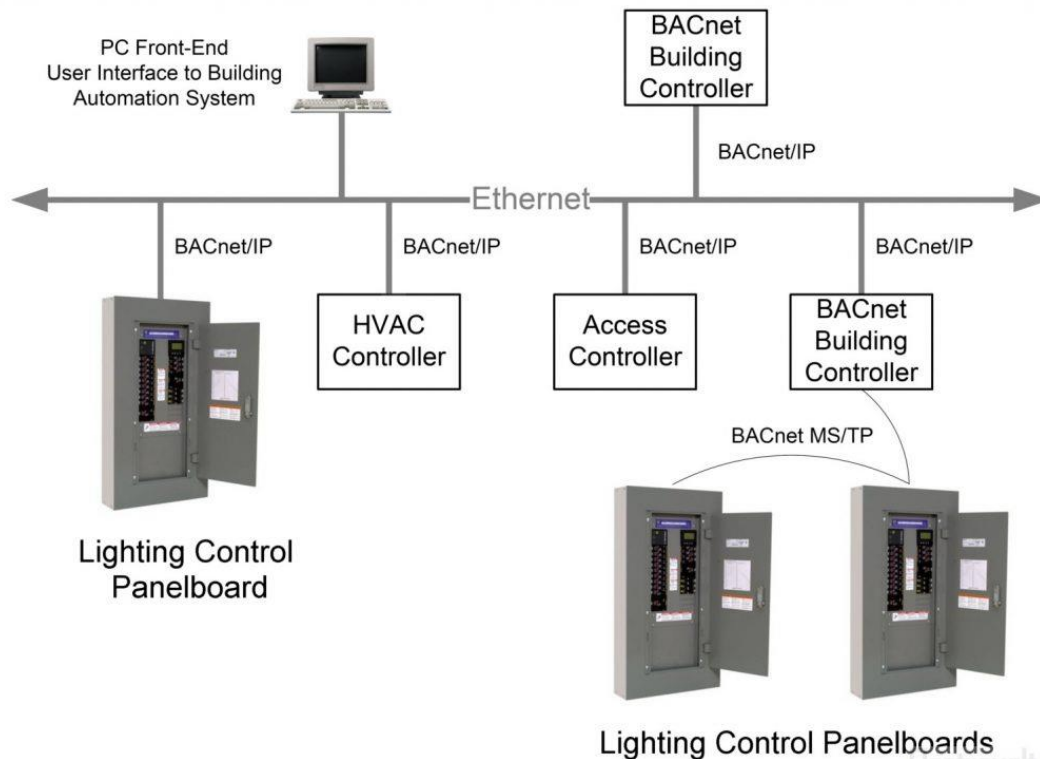 PC Front-End
User Interface to Building
Automation System
BACnet
Building
Controller
BACnet/IP
Ethernet
BACnet/IP
BACnet/IP
BACnet/IP
BACnet/IP
HVAC
Controller
Access
Controller
BACnet
Building
Controller
BACnet MS/TP
Lighting Control
Panelboard
Lighting Control Panelboards